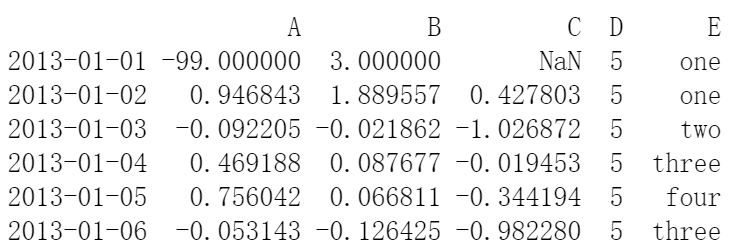 A B C D E
2013-01-01 -99.000000 3.000000 NaN 5 one
2013-01-02 0.946843 1.889557 0.427803 5 one
2013-01-03 -0.092205 -0.021862 -1.026872 5 two
2013-01-04 0.469188 0.087677 -0.019453 5 three
2013-01-05 0.756042 0.066811 -0.344194 5 four
2013-01-06 -0.053143 -0.126425 -0.982280 5 three